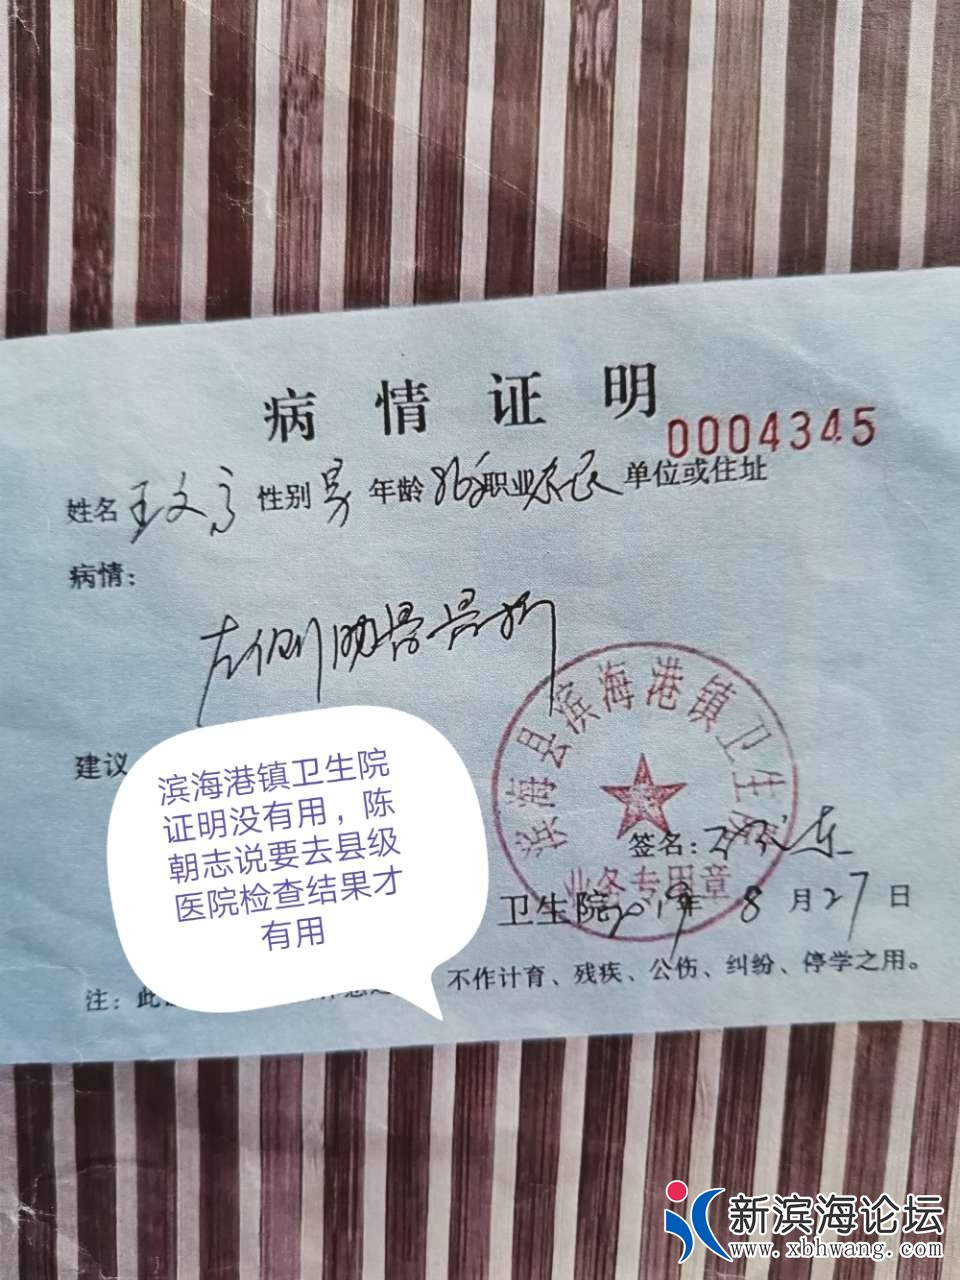 病情证明
0004345
姓名 王文 性别 男 年龄 职业 农民 单位或住址
病情：
左侧肋骨骨折
建议
滨海港镇卫生院
证明没有用，陈
朝志说要去县级
医院检查结果才
有用
滨海县滨海港镇卫生院
业务专用章
签名：
卫生院 2019年 8月27日
注：此 不作计育、残疾、公伤、纠纷、停学之用。
新滨海论坛
www.xbhwang.com